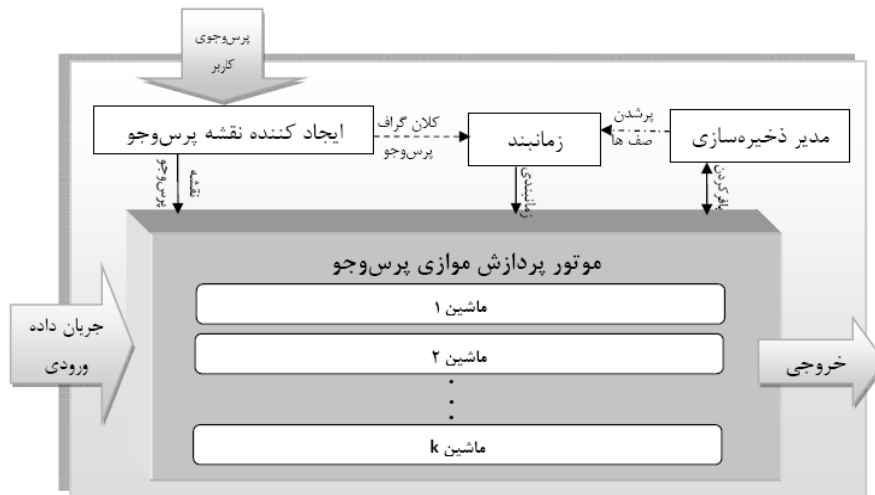 پرس‌وجوی
کاربر
ایجاد کننده نقشه پرس‌وجو
کلان گراف
پرس‌وجو
زمانبند
پرشدن
صف ها
مدیر ذخیره‌سازی
نقشه
پرس‌وجو
زمانبندی
بافرکردن
موتور پردازش موازی پرس‌وجو
ماشین ۱
ماشین ۲
ماشین k
جریان داده
ورودی
خروجی